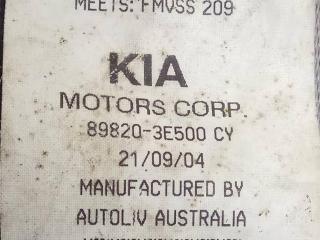 MEETS: FMVSS 209
KIA
MOTORS CORP.
89820-3E500 CY
21/09/04
MANUFACTURED BY
AUTOLIV AUSTRALIA